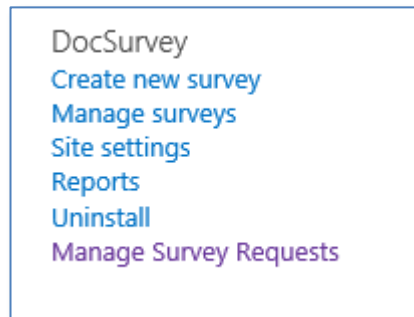 DocSurvey
Create new survey
Manage surveys
Site settings
Reports
Uninstall
Manage Survey Requests